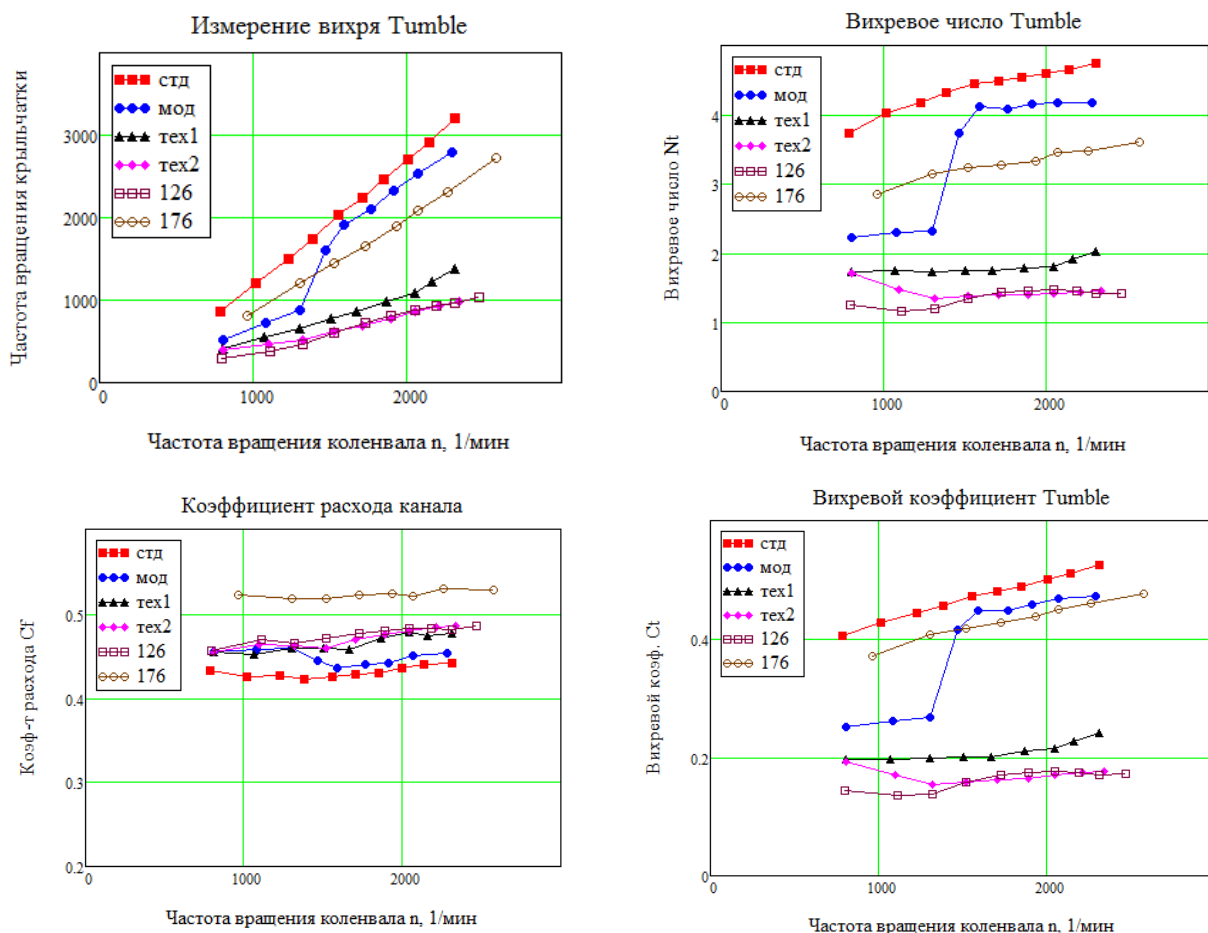 Измерение вихря Tumble
Частота вращения крыльчатки
стд
мод
тех1
тех2
126
176
3000
2000
1000
0
0
1000
2000
Частота вращения коленвала n, 1/мин
Вихревое число Tumble
Вихревое число Nt
стд
мод
тех1
тех2
126
176
4
3
2
1
0
0
1000
2000
Частота вращения коленвала n, 1/мин
Коэффициент расхода канала
Коэф-т расхода Cf
стд
мод
тех1
тех2
126
176
0.5
0.4
0.3
0.2
0
1000
2000
Частота вращения коленвала n, 1/мин
Вихревой коэффициент Tumble
Вихревой коэф. Ct
стд
мод
тех1
тех2
126
176
0.4
0.2
0
0
1000
2000
Частота вращения коленвала n, 1/мин